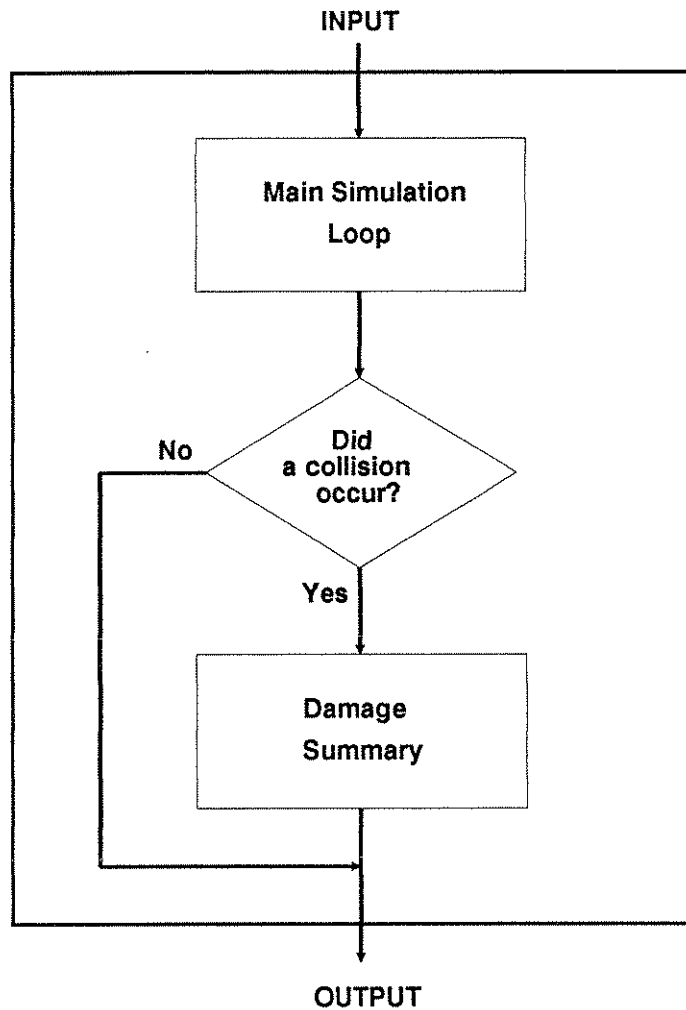 INPUT
Main Simulation
Loop
Did
a collision
occur?
No
Yes
Damage
Summary
OUTPUT